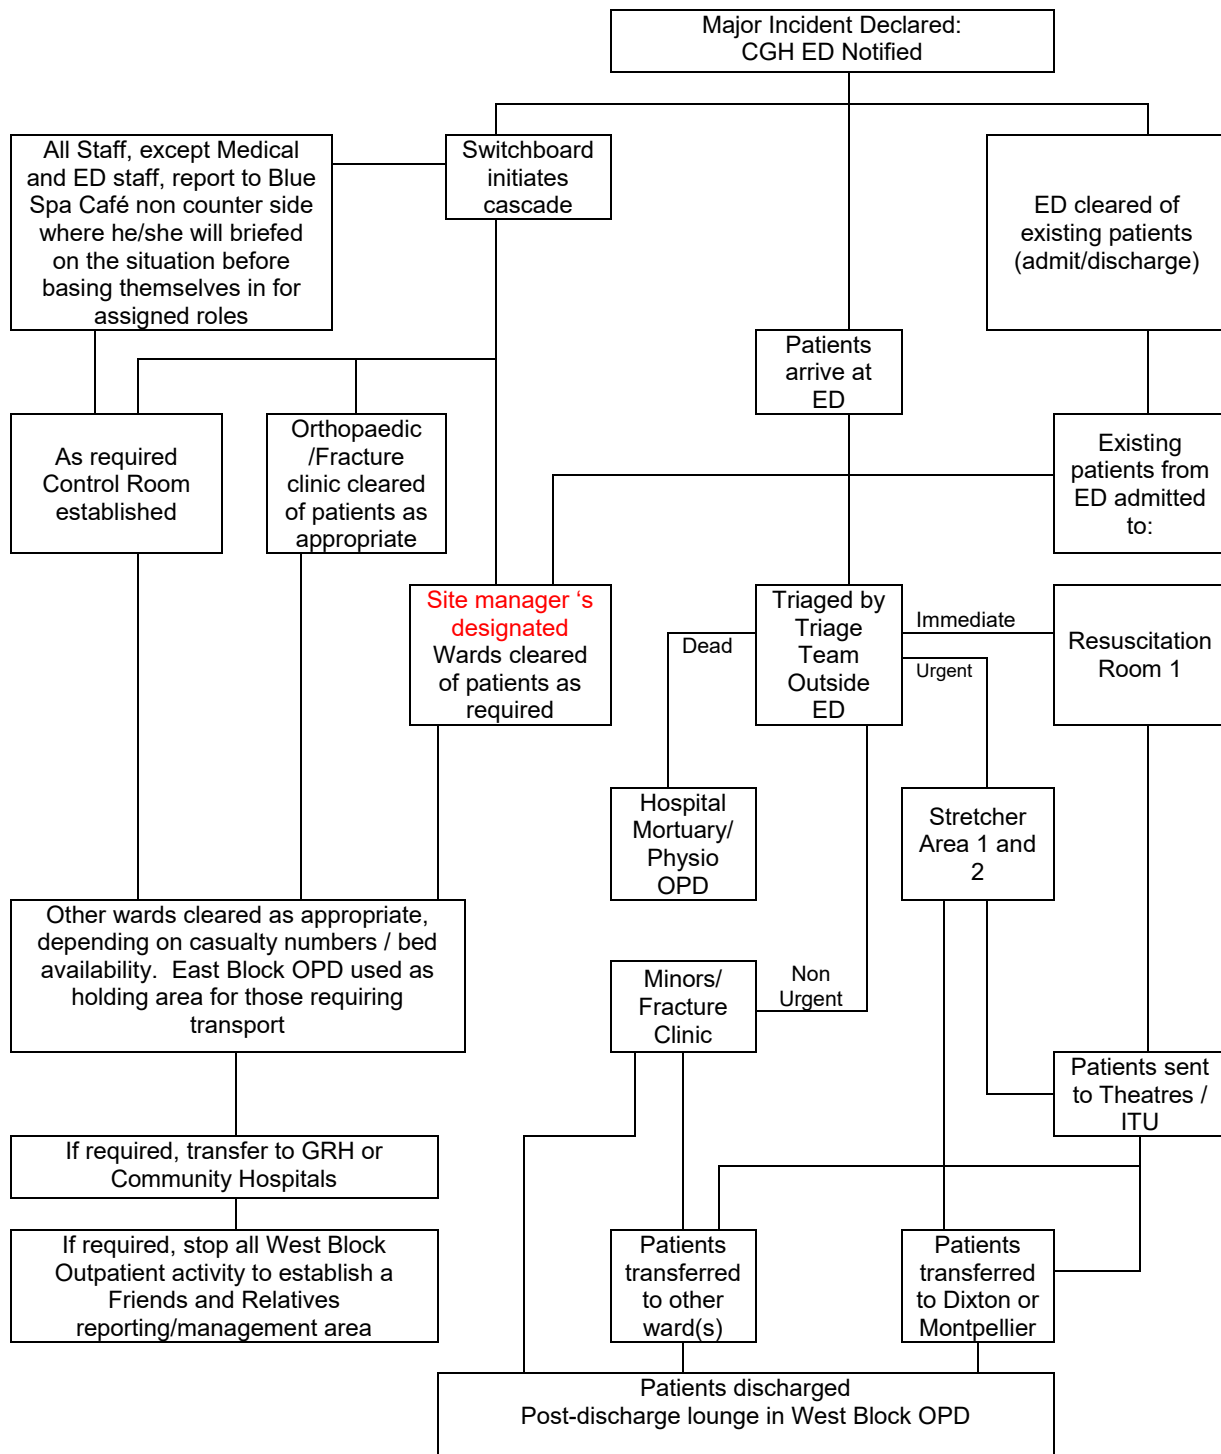 Major Incident Declared:
CGH ED Notified
All Staff, except Medical
and ED staff, report to Blue
Spa Café non counter side
where he/she will briefed
on the situation before
basing themselves in for
assigned roles
Switchboard
initiates
cascade
ED cleared of
existing patients
(admit/discharge)
Patients
arrive at
ED
As required
Control Room
established
Orthopaedic
/Fracture
clinic cleared
of patients as
appropriate
Existing
patients from
ED admitted
to:
Site manager ‘s
designated
Wards cleared
of patients as
required
Dead
Triaged by
Triage
Team
Outside
ED
Immediate
Urgent
Resuscitation
Room 1
Hospital
Mortuary/
Physio
OPD
Stretcher
Area 1 and
2
Other wards cleared as appropriate,
depending on casualty numbers / bed
availability.  East Block OPD used as
holding area for those requiring
transport
Minors/
Fracture
Clinic
Non
Urgent
Patients sent
to Theatres /
ITU
If required, transfer to GRH or
Community Hospitals
If required, stop all West Block
Outpatient activity to establish a
Friends and Relatives
reporting/management area
Patients
transferred
to other
ward(s)
Patients
transferred
to Dixton or
Montpellier
Patients discharged
Post-discharge lounge in West Block OPD